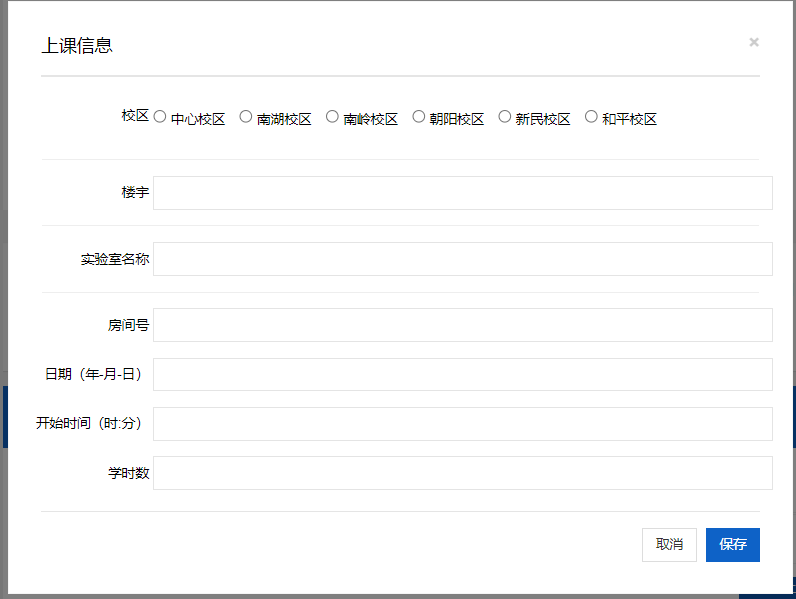 上课信息
×
校区 中心校区 南湖校区 南岭校区 朝阳校区 新民校区 和平校区
楼宇
实验室名称
房间号
日期（年-月-日）
开始时间（时:分）
学时数
取消 保存